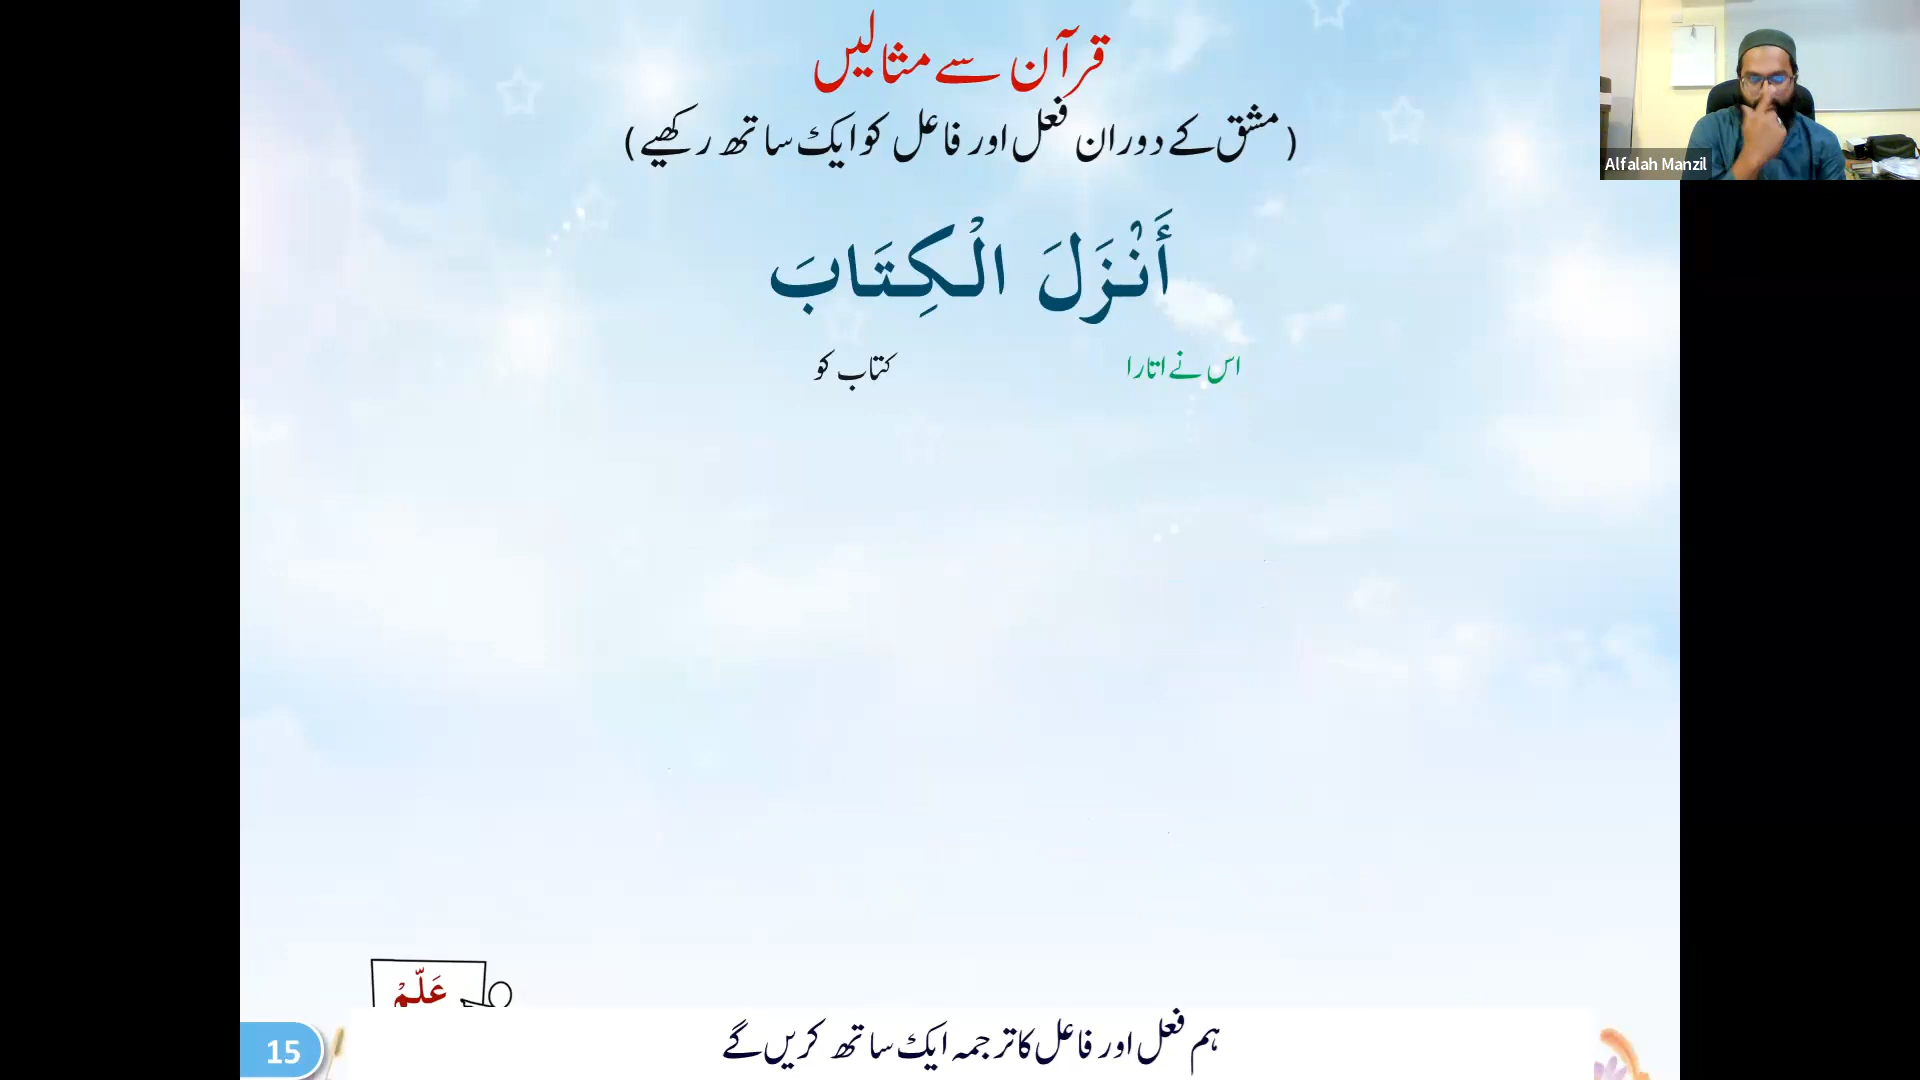 قرآن سے مثالیں
(مشق کے دوران فعل اور فاعل کو ایک ساتھ رکھیے)
أَنْزَلَ الْكِتَابَ
اس نے اتارا
کتاب کو
عَلِّمْ
ہم فعل اور فاعل کا ترجمہ ایک ساتھ کریں گے
15
Alfalah Manzil